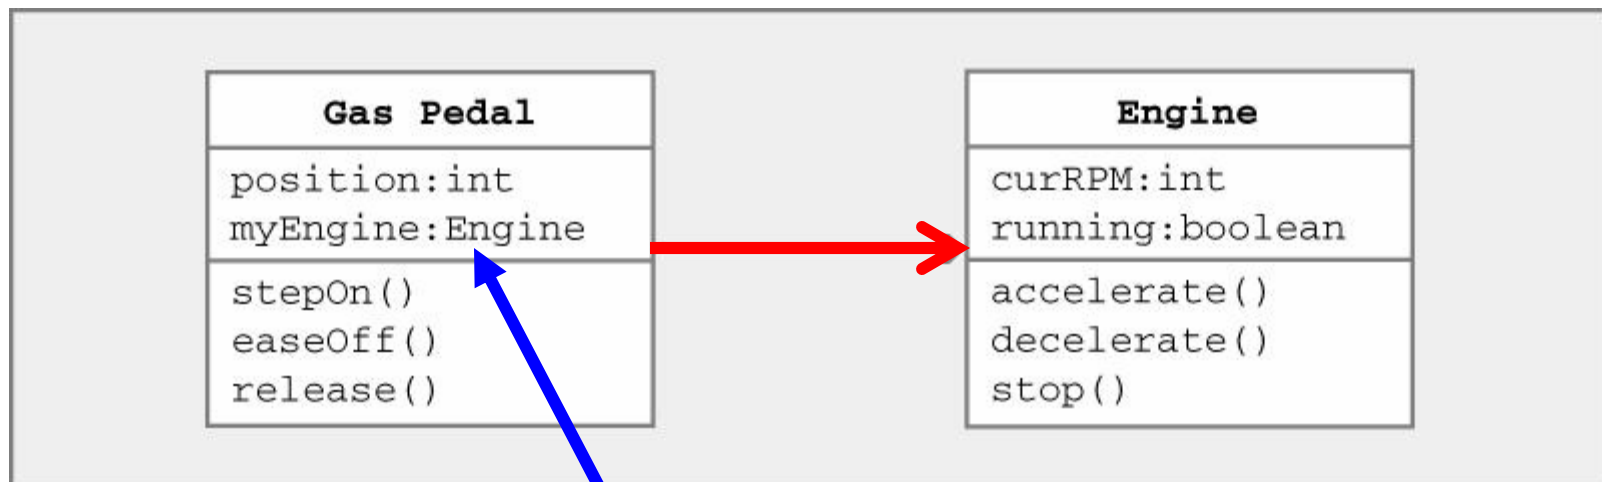 Gas Pedal
position:int
myEngine:Engine
stepOn()
easeOff()
release()
Engine
curRPM:int
running:boolean
accelerate()
decelerate()
stop()